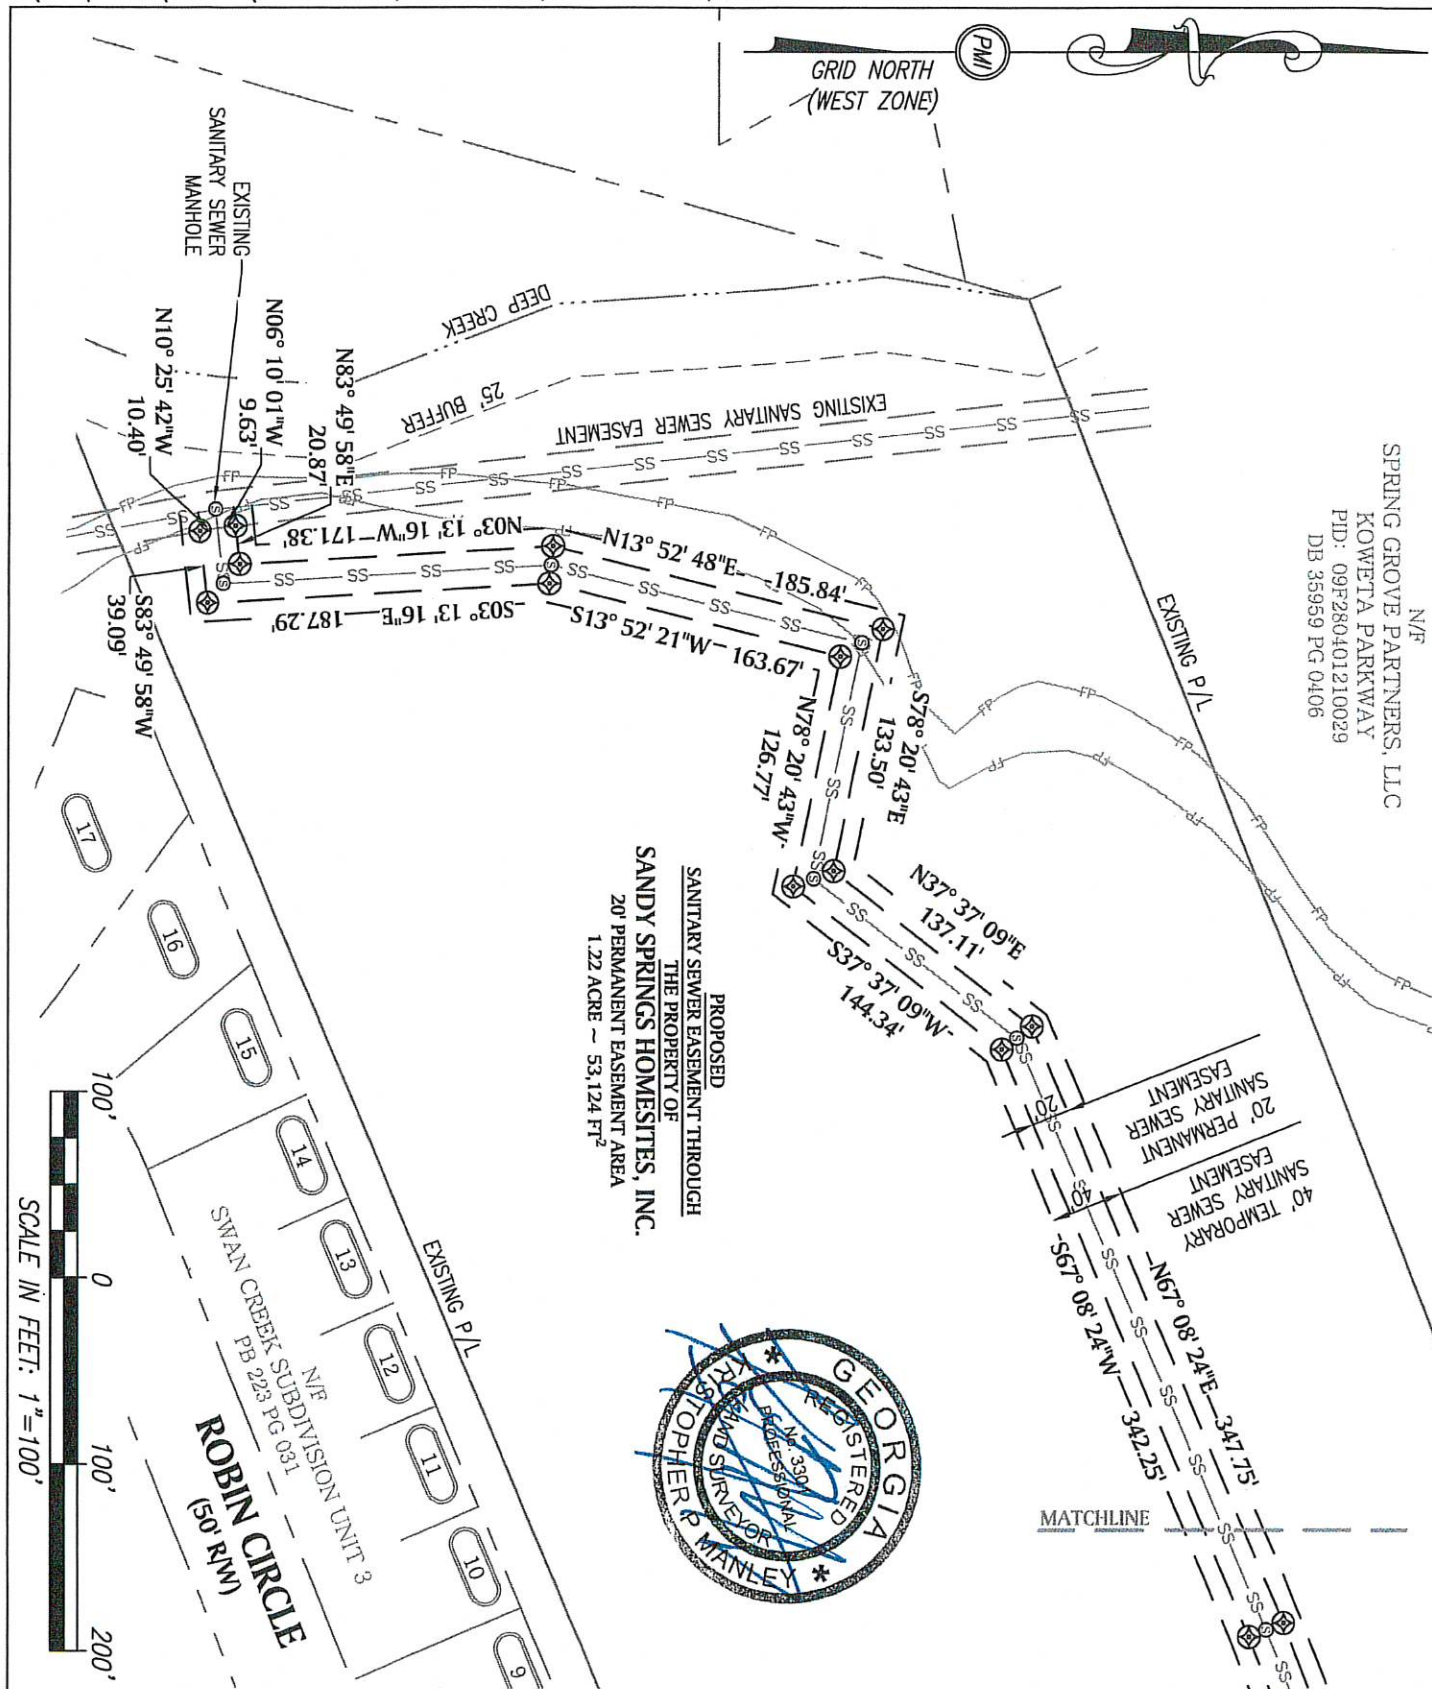 GRID NORTH
(WEST ZONE)
PMI
N/F
SPRING GROVE PARTNERS, LLC
KOWETA PARKWAY
PID: 09F280401210029
DB 35959 PG 0406
EXISTING P/L
EXISTING
SANITARY SEWER
MANHOLE
DEEP CREEK
25' BUFFER
EXISTING SANITARY SEWER EASEMENT
N10° 25' 42"W
10.40'
N06° 10' 01"W
9.63'
N83° 49' 58"E
20.87'
N03° 13' 16"W 171.38'
N13° 52' 48"E 185.84'
S03° 13' 16"E 187.29'
S13° 52' 21"W 163.67'
S83° 49' 58"W
39.09'
S78° 20' 43"E
133.50'
N78° 20' 43"W
126.77'
N37° 37' 09"E
137.11'
S37° 37' 09"W
144.34'
20' PERMANENT
SANITARY SEWER
EASEMENT
40' TEMPORARY
SANITARY SEWER
EASEMENT
20'
40'
N67° 08' 24"E 347.75'
S67° 08' 24"W 342.25'
MATCHLINE
PROPOSED
SANITARY SEWER EASEMENT THROUGH
THE PROPERTY OF
SANDY SPRINGS HOMESITES, INC.
20' PERMANENT EASEMENT AREA
1.22 ACRE ~ 53,124 FT²
GEORGIA
REGISTERED
No. 3301
PROFESSIONAL
LAND SURVEYOR
KRISTOPHER P MANLEY
EXISTING P/L
17
16
15
14
13
12
11
10
9
N/F
SWAN CREEK SUBDIVISION UNIT 3
PB 223 PG 031
ROBIN CIRCLE
(50' R/W)
100' 0 100' 200'
SCALE IN FEET: 1"=100'